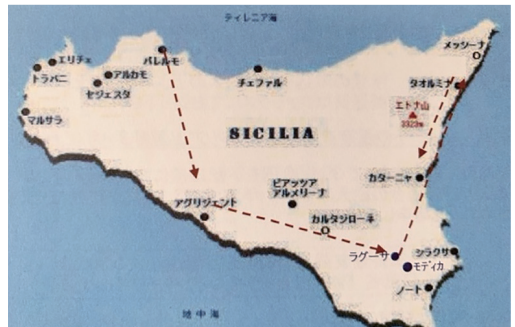 ティレニア海
メッシーナ
エリチェ
パレルモ
トラパニ
アルカモ
チェファル
タオルミナ
セジェスタ
エトナ山
3323m
マルサラ
SICILIA
カターニャ
ピアッツア
アルメリーナ
アグリジェント
カルタジローネ
ラグーサ
シラクサ
モディカ
ノート
地中海